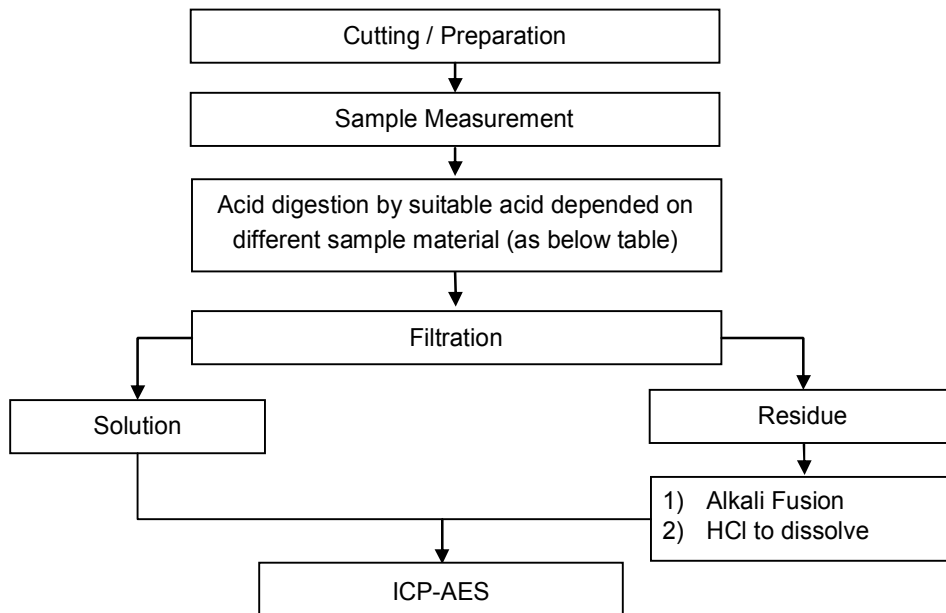 Cutting / Preparation
Sample Measurement
Acid digestion by suitable acid depended on
different sample material (as below table)
Filtration
Solution
Residue
1) Alkali Fusion
2) HCl to dissolve
ICP-AES